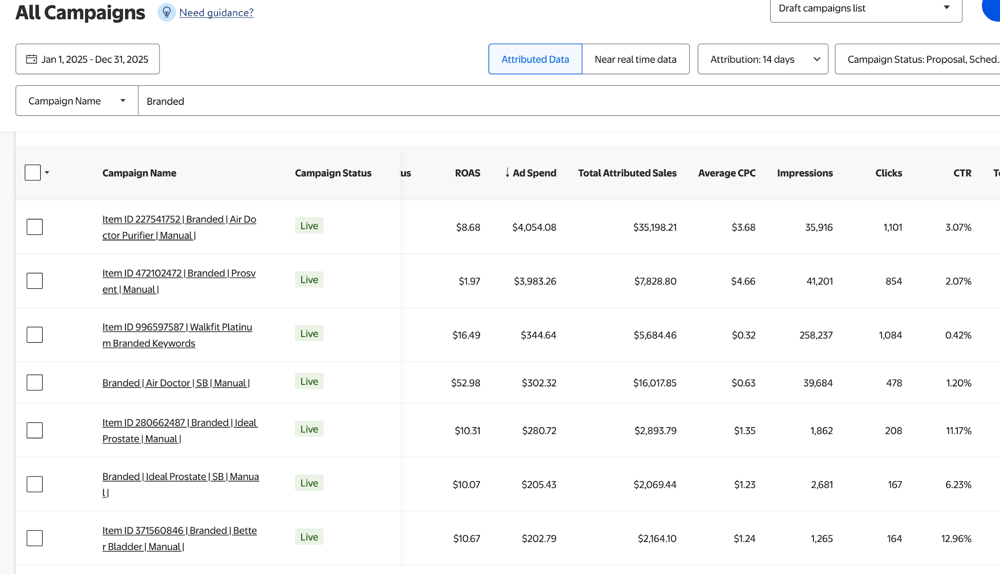 All Campaigns
Need guidance?
Draft campaigns list
Jan 1, 2025 - Dec 31, 2025
Attributed Data
Near real time data
Attribution: 14 days
Campaign Status: Proposal, Sched..
Campaign Name
Branded
Campaign Name
Campaign Status
ROAS
↓ Ad Spend
Total Attributed Sales
Average CPC
Impressions
Clicks
CTR
Item ID 227541752 | Branded | Air Do
ctor Purifier | Manual |
Live
$8.68
$4,054.08
$35,198.21
$3.68
35,916
1,101
3.07%
Item ID 472102472 | Branded | Prosv
ent | Manual |
Live
$1.97
$3,983.26
$7,828.80
$4.66
41,201
854
2.07%
Item ID 996597587 | Walkfit Platinu
m Branded Keywords
Live
$16.49
$344.64
$5,684.46
$0.32
258,237
1,084
0.42%
Branded | Air Doctor | SB | Manual |
Live
$52.98
$302.32
$16,017.85
$0.63
39,684
478
1.20%
Item ID 280662487 | Branded | Ideal
Prostate | Manual |
Live
$10.31
$280.72
$2,893.79
$1.35
1,862
208
11.17%
Branded | Ideal Prostate | SB | Manua
l |
Live
$10.07
$205.43
$2,069.44
$1.23
2,681
167
6.23%
Item ID 371560846 | Branded | Bette
r Bladder | Manual |
Live
$10.67
$202.79
$2,164.10
$1.24
1,265
164
12.96%